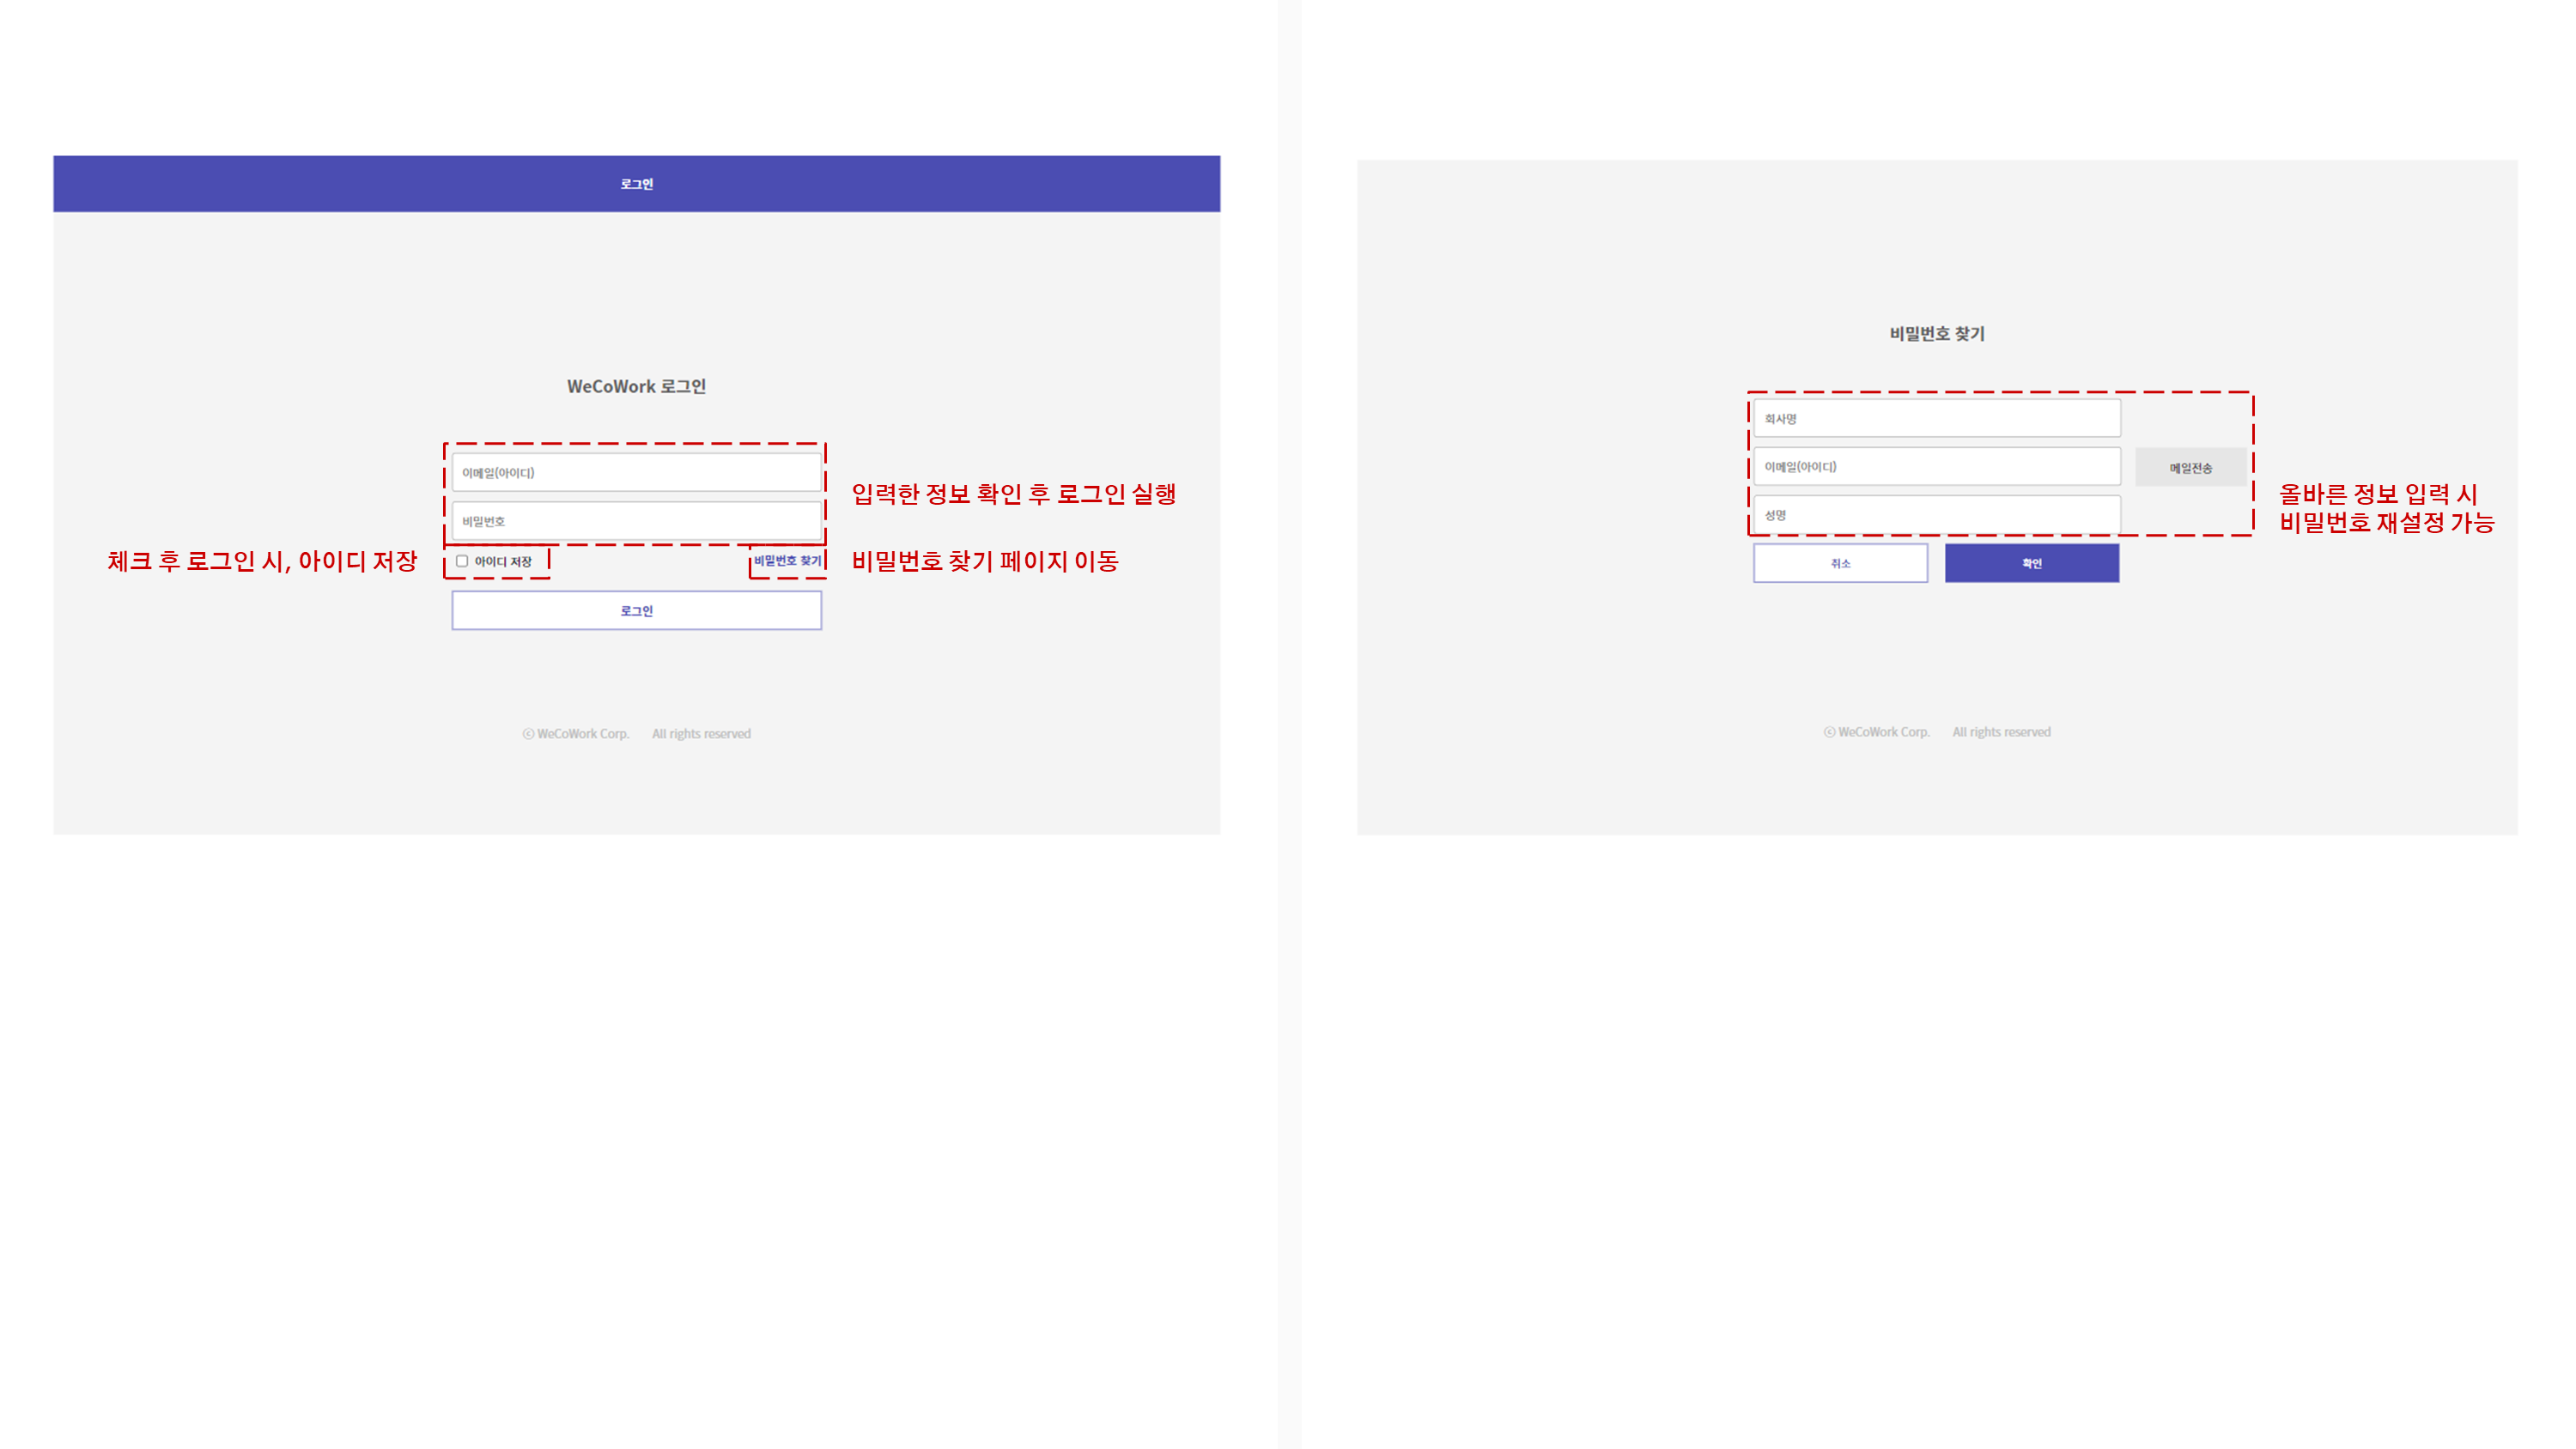 로그인
WeCoWork 로그인
이메일(아이디)
입력한 정보 확인 후 로그인 실행
비밀번호
체크 후 로그인 시, 아이디 저장
아이디 저장
비밀번호 찾기
비밀번호 찾기 페이지 이동
로그인
ⓒ WeCoWork Corp. All rights reserved
비밀번호 찾기
회사명
이메일(아이디)
메일전송
올바른 정보 입력 시
비밀번호 재설정 가능
성명
취소
확인
ⓒ WeCoWork Corp. All rights reserved